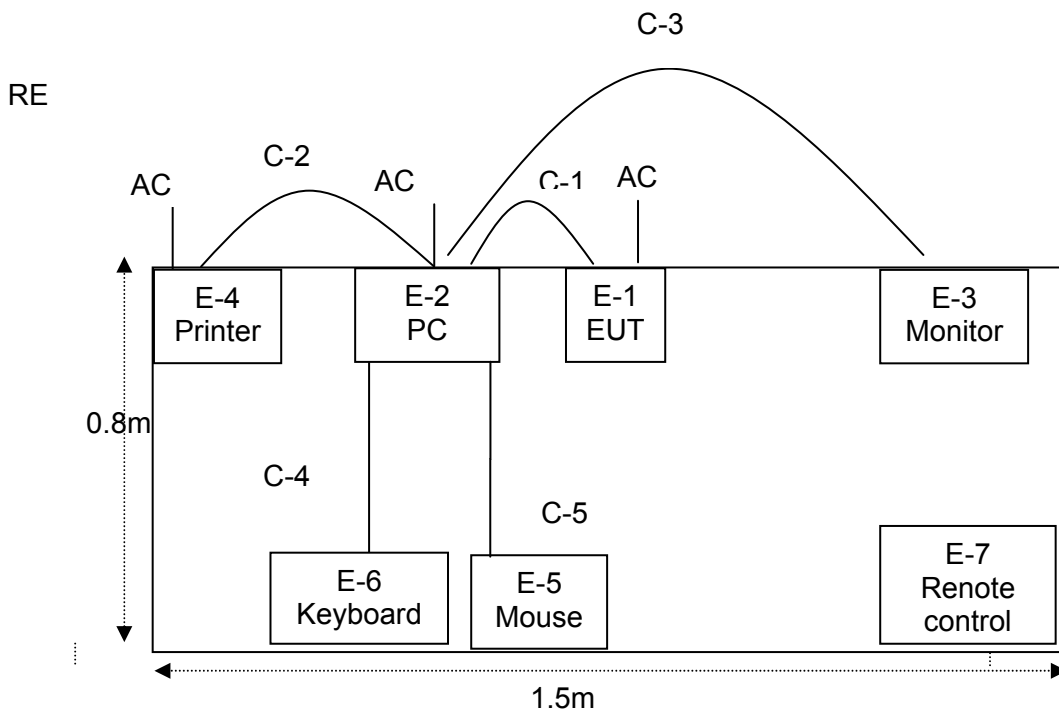 C-3
RE
C-2
AC
AC
C-1
AC
E-4
Printer
E-2
PC
E-1
EUT
E-3
Monitor
0.8m
C-4
C-5
E-6
Keyboard
E-5
Mouse
E-7
Renote
control
1.5m